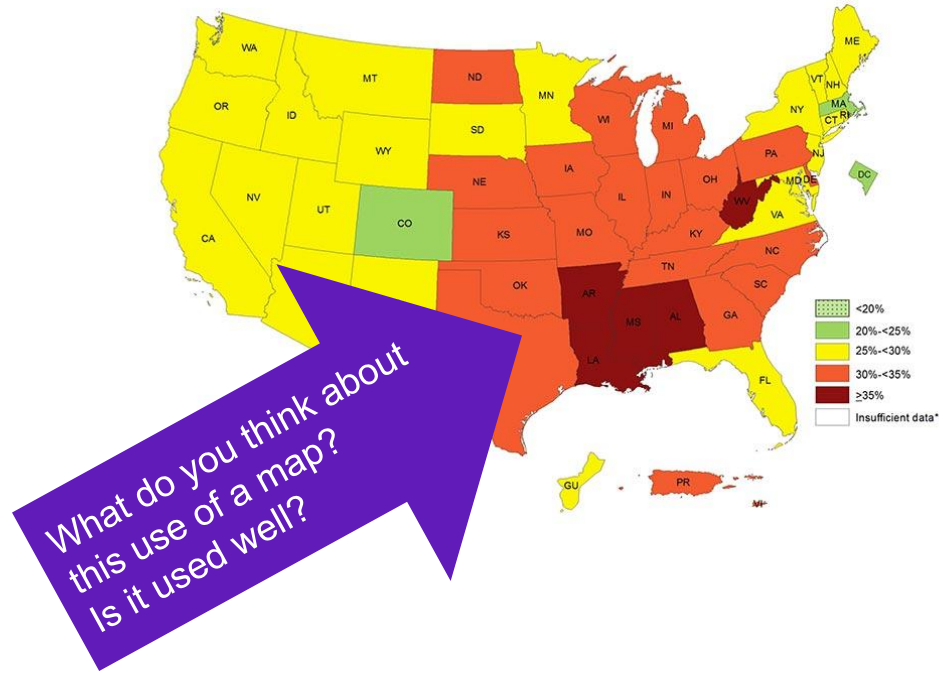 WA
MT
ND
MN
ME
VT
NH
OR
ID
WY
SD
WI
MI
NY
MA
RI
CT
NV
UT
CO
NE
IA
IL
IN
OH
PA
NJ
MD
DE
DC
CA
KS
MO
KY
WV
VA
OK
AR
TN
NC
SC
MS
AL
GA
LA
FL
<20%
20%-<25%
25%-<30%
30%-<35%
≥35%
Insufficient data*
GU
PR
VI
What do you think about
this use of a map?
Is it used well?